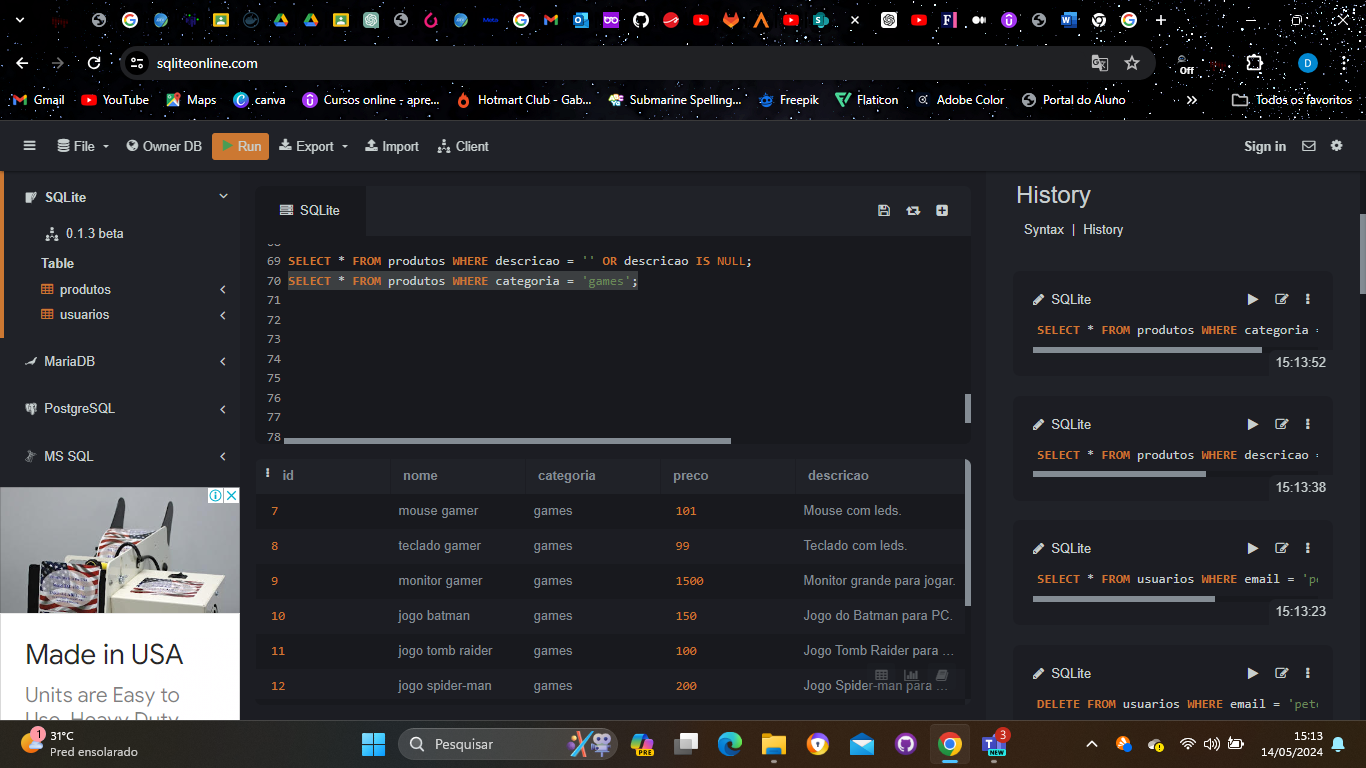 sqliteonline.com
Off
D
Gmail
YouTube
Maps
canva
Cursos online - apre...
Hotmart Club - Gab...
Submarine Spelling...
Freepik
Flaticon
Adobe Color
Portal do Aluno
Todos os favoritos
File
Owner DB
Run
Export
Import
Client
Sign in
SQLite
0.1.3 beta
Table
produtos
usuarios
MariaDB
PostgreSQL
MS SQL
Made in USA
Units are Easy to
Use, Heavy Duty
SQLite
69 SELECT * FROM produtos WHERE descricao = '' OR descricao IS NULL;
70 SELECT * FROM produtos WHERE categoria = 'games';
71
72
73
74
75
76
77
78
id nome categoria preco descricao
7 mouse gamer games 101 Mouse com leds.
8 teclado gamer games 99 Teclado com leds.
9 monitor gamer games 1500 Monitor grande para jogar.
10 jogo batman games 150 Jogo do Batman para PC.
11 jogo tomb raider games 100 Jogo Tomb Raider para ...
12 jogo spider-man games 200 Jogo Spider-man para ...
History
Syntax | History
SQLite
SELECT * FROM produtos WHERE categoria =
15:13:52
SQLite
SELECT * FROM produtos WHERE descricao =
15:13:38
SQLite
SELECT * FROM usuarios WHERE email = 'pe
15:13:23
SQLite
DELETE FROM usuarios WHERE email = 'pet
1
31°C
Pred ensolarado
Pesquisar
PRE
NEW
3
15:13
14/05/2024